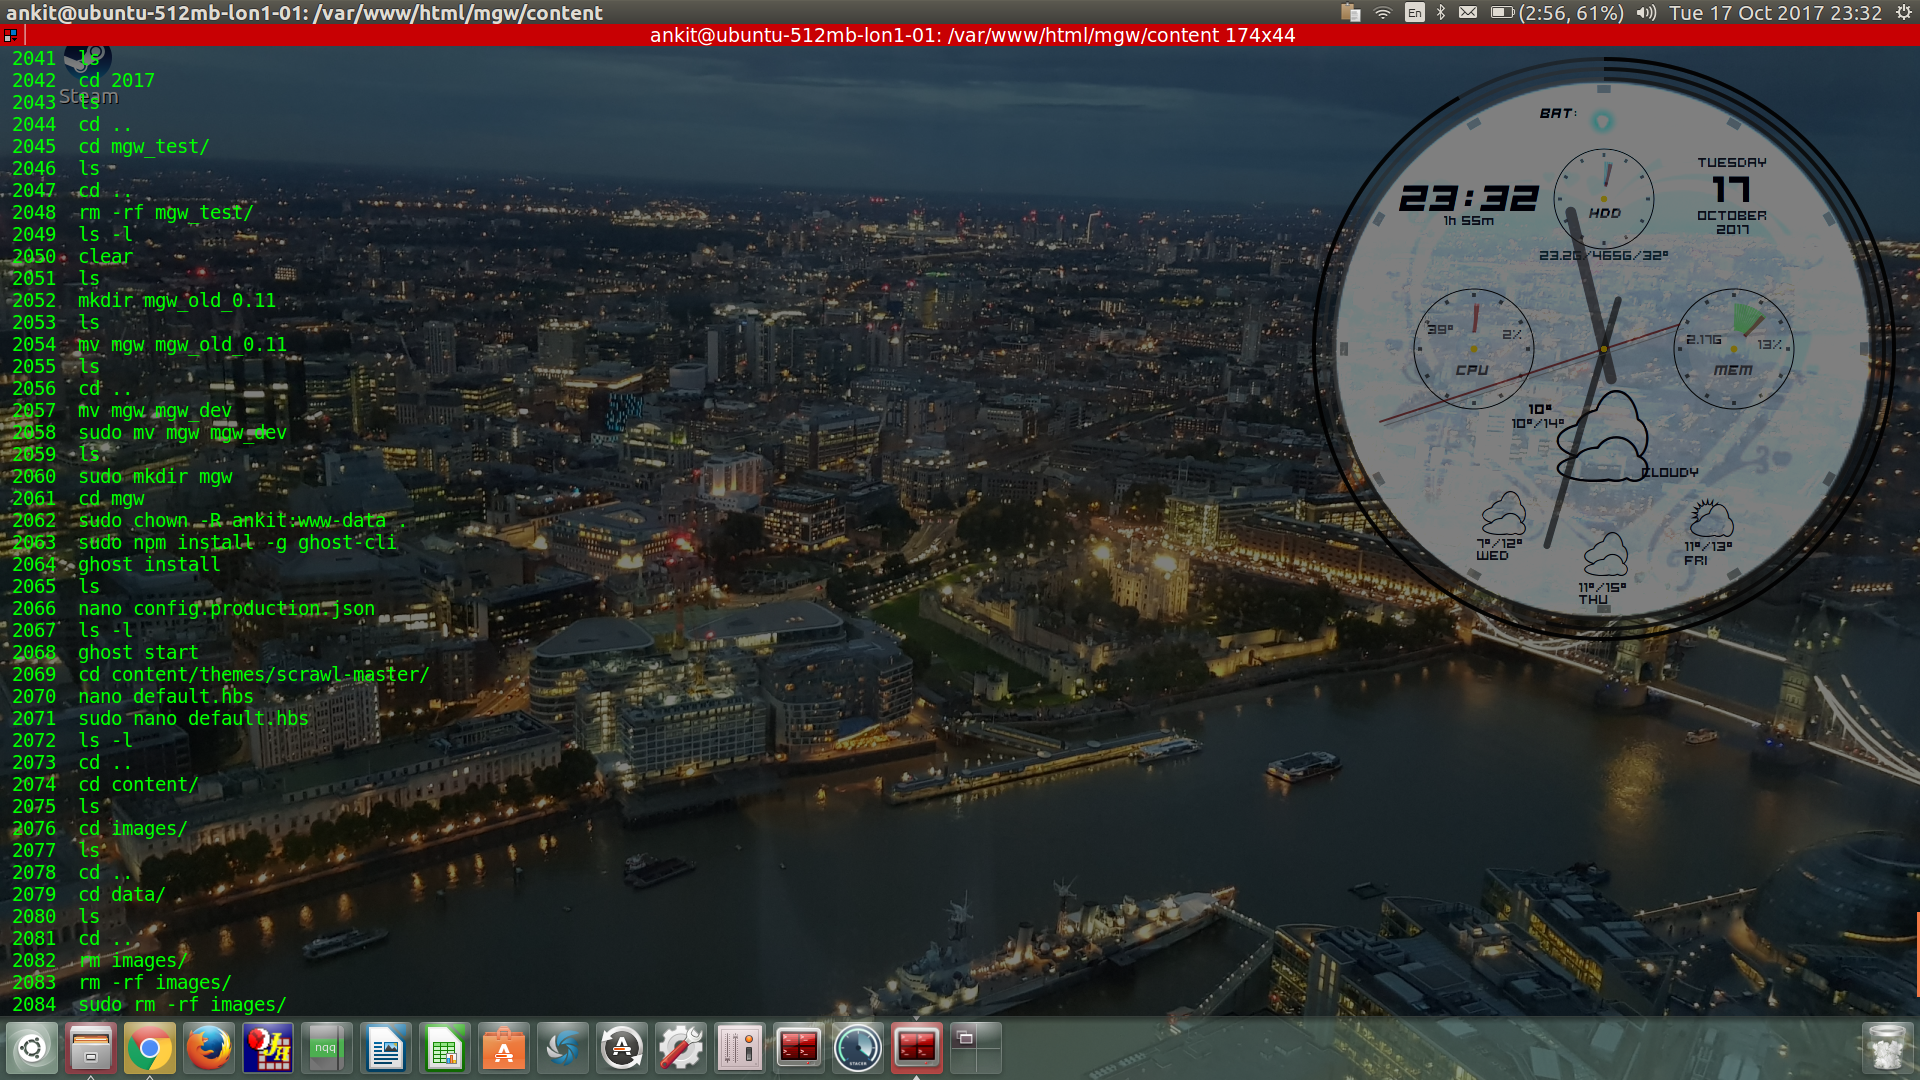 ankit@ubuntu-512mb-lon1-01: /var/www/html/mgw/content
En
(2:56, 61%)
Tue 17 Oct 2017 23:32
ankit@ubuntu-512mb-lon1-01: /var/www/html/mgw/content 174x44
2041 ls
Steam
2042 cd 2017
2043 ls
2044 cd ..
2045 cd mgw_test/
2046 ls
2047 cd ..
2048 rm -rf mgw_test/
2049 ls -l
2050 clear
2051 ls
2052 mkdir mgw_old_0.11
2053 ls
2054 mv mgw mgw_old_0.11
2055 ls
2056 cd ..
2057 mv mgw mgw_dev
2058 sudo mv mgw mgw_dev
2059 ls
2060 sudo mkdir mgw
2061 cd mgw
2062 sudo chown -R ankit:www-data .
2063 sudo npm install -g ghost-cli
2064 ghost install
2065 ls
2066 nano config.production.json
2067 ls -l
2068 ghost start
2069 cd content/themes/scrawl-master/
2070 nano default.hbs
2071 sudo nano default.hbs
2072 ls -l
2073 cd ..
2074 cd content/
2075 ls
2076 cd images/
2077 ls
2078 cd ..
2079 cd data/
2080 ls
2081 cd ..
2082 rm images/
2083 rm -rf images/
2084 sudo rm -rf images/
BAT:
23:32
1h 55m
HDD
23.2G/465G/32°
TUESDAY
17
OCTOBER
2017
39°
2%
CPU
2.17G
13%
MEM
10°
10°/14°
CLOUDY
7°/12°
WED
11°/15°
THU
11°/13°
FRI
nqq
STACER